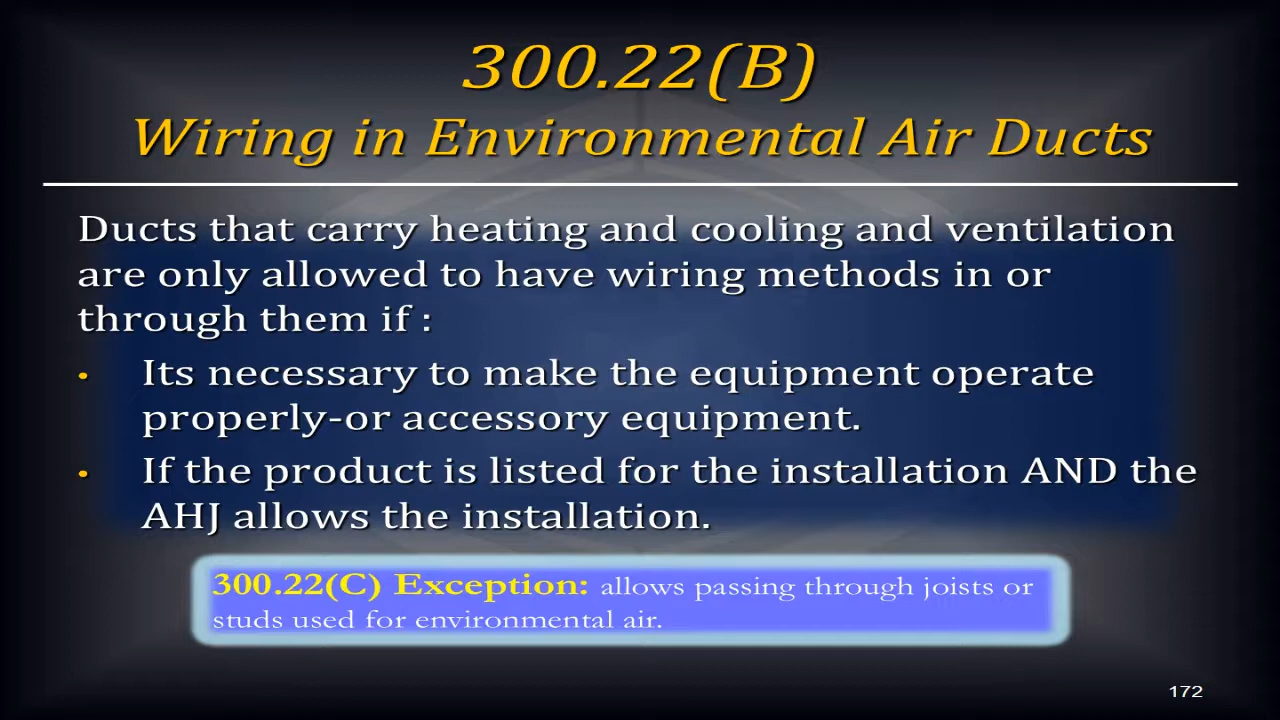 300.22(B)
Wiring in Environmental Air Ducts
Ducts that carry heating and cooling and ventilation
are only allowed to have wiring methods in or
through them if :
• Its necessary to make the equipment operate
properly-or accessory equipment.
• If the product is listed for the installation AND the
AHJ allows the installation.
300.22(C) Exception: allows passing through joists or
studs used for environmental air.
172